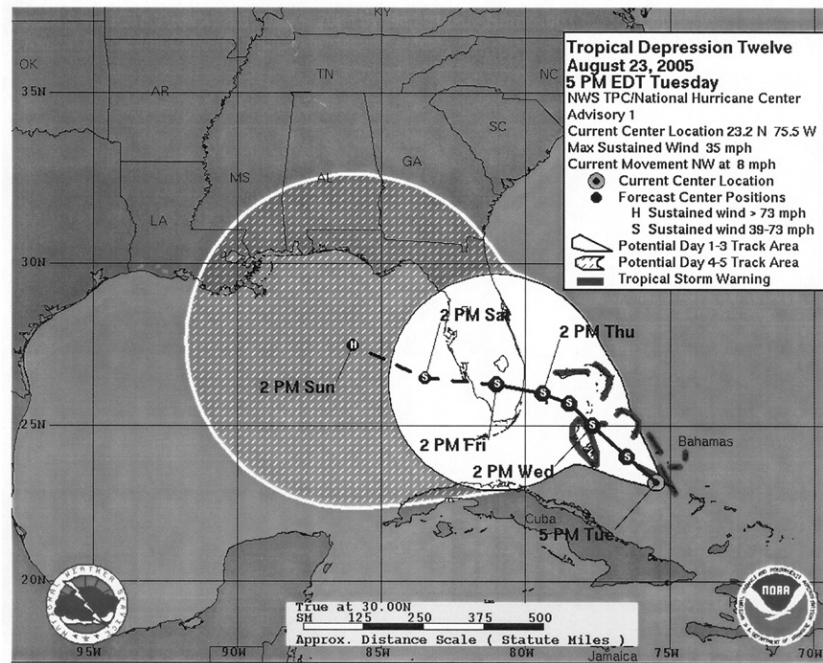 KY
Tropical Depression Twelve
August 23, 2005
5 PM EDT Tuesday
NWS TPC/National Hurricane Center
Advisory 1
Current Center Location 23.2 N 75.5 W
Max Sustained Wind 35 mph
Current Movement NW at 8 mph
Current Center Location
Forecast Center Positions
H Sustained wind > 73 mph
S Sustained wind 39-73 mph
Potential Day 1-3 Track Area
Potential Day 4-5 Track Area
Tropical Storm Warning
OK
TN
NC
35N
AR
SC
MS
AL
GA
LA
30N
2 PM Sat
2 PM Thu
H
S
S
S
S
2 PM Sun
25N
S
2 PM Fri
Bahamas
2 PM Wed
S
Cuba
5 PM Tue
20N
NATIONAL WEATHER SERVICE
NOAA
True at 30.00N
SM 125 250 375 500
Approx. Distance Scale ( Statute Miles )
95W
90W
85W
80W
75W
70W
Jamaica